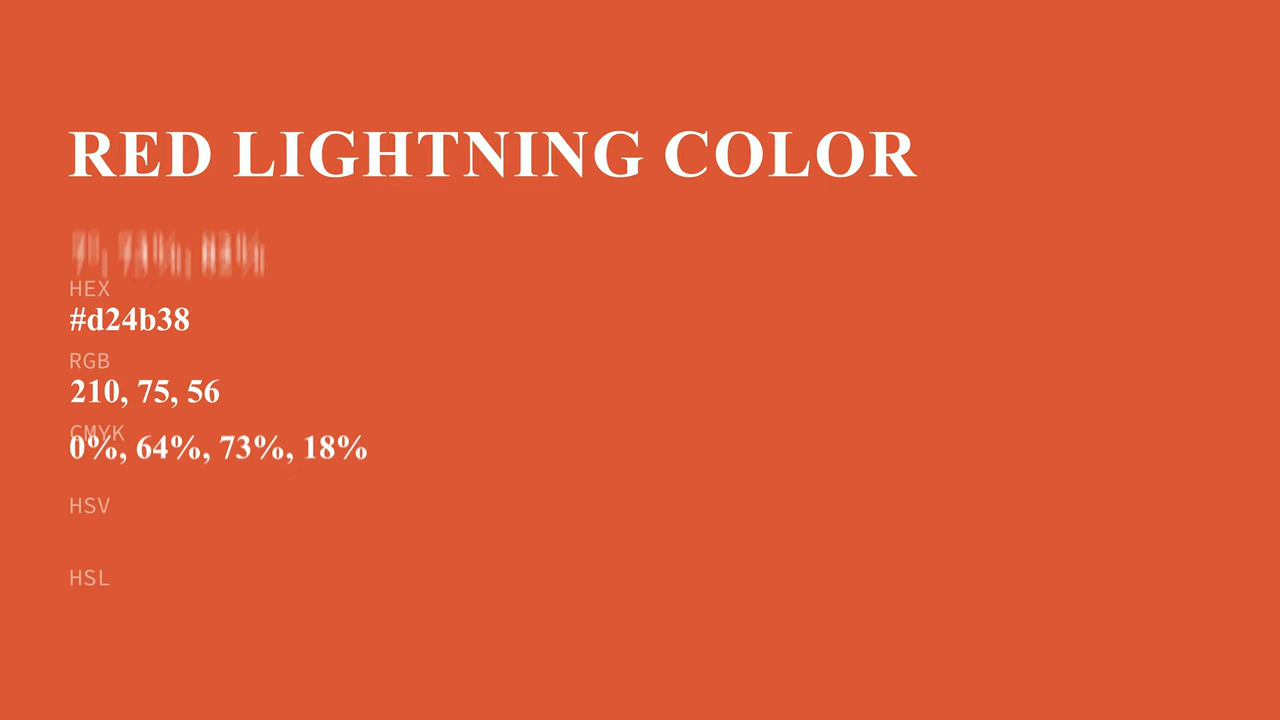 RED LIGHTNING COLOR
HEX
#d24b38
RGB
210, 75, 56
CMYK
0%, 64%, 73%, 18%
HSV
HSL